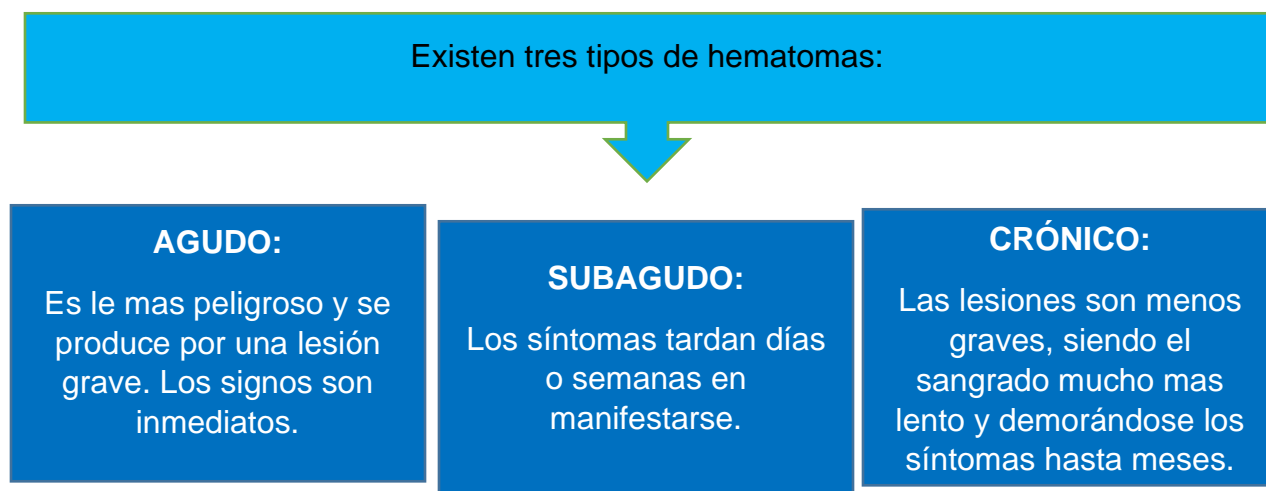 Existen tres tipos de hematomas:
AGUDO:
Es le mas peligroso y se
produce por una lesión
grave. Los signos son
inmediatos.
SUBAGUDO:
Los síntomas tardan días
o semanas en
manifestarse.
CRÓNICO:
Las lesiones son menos
graves, siendo el
sangrado mucho mas
lento y demorándose los
síntomas hasta meses.